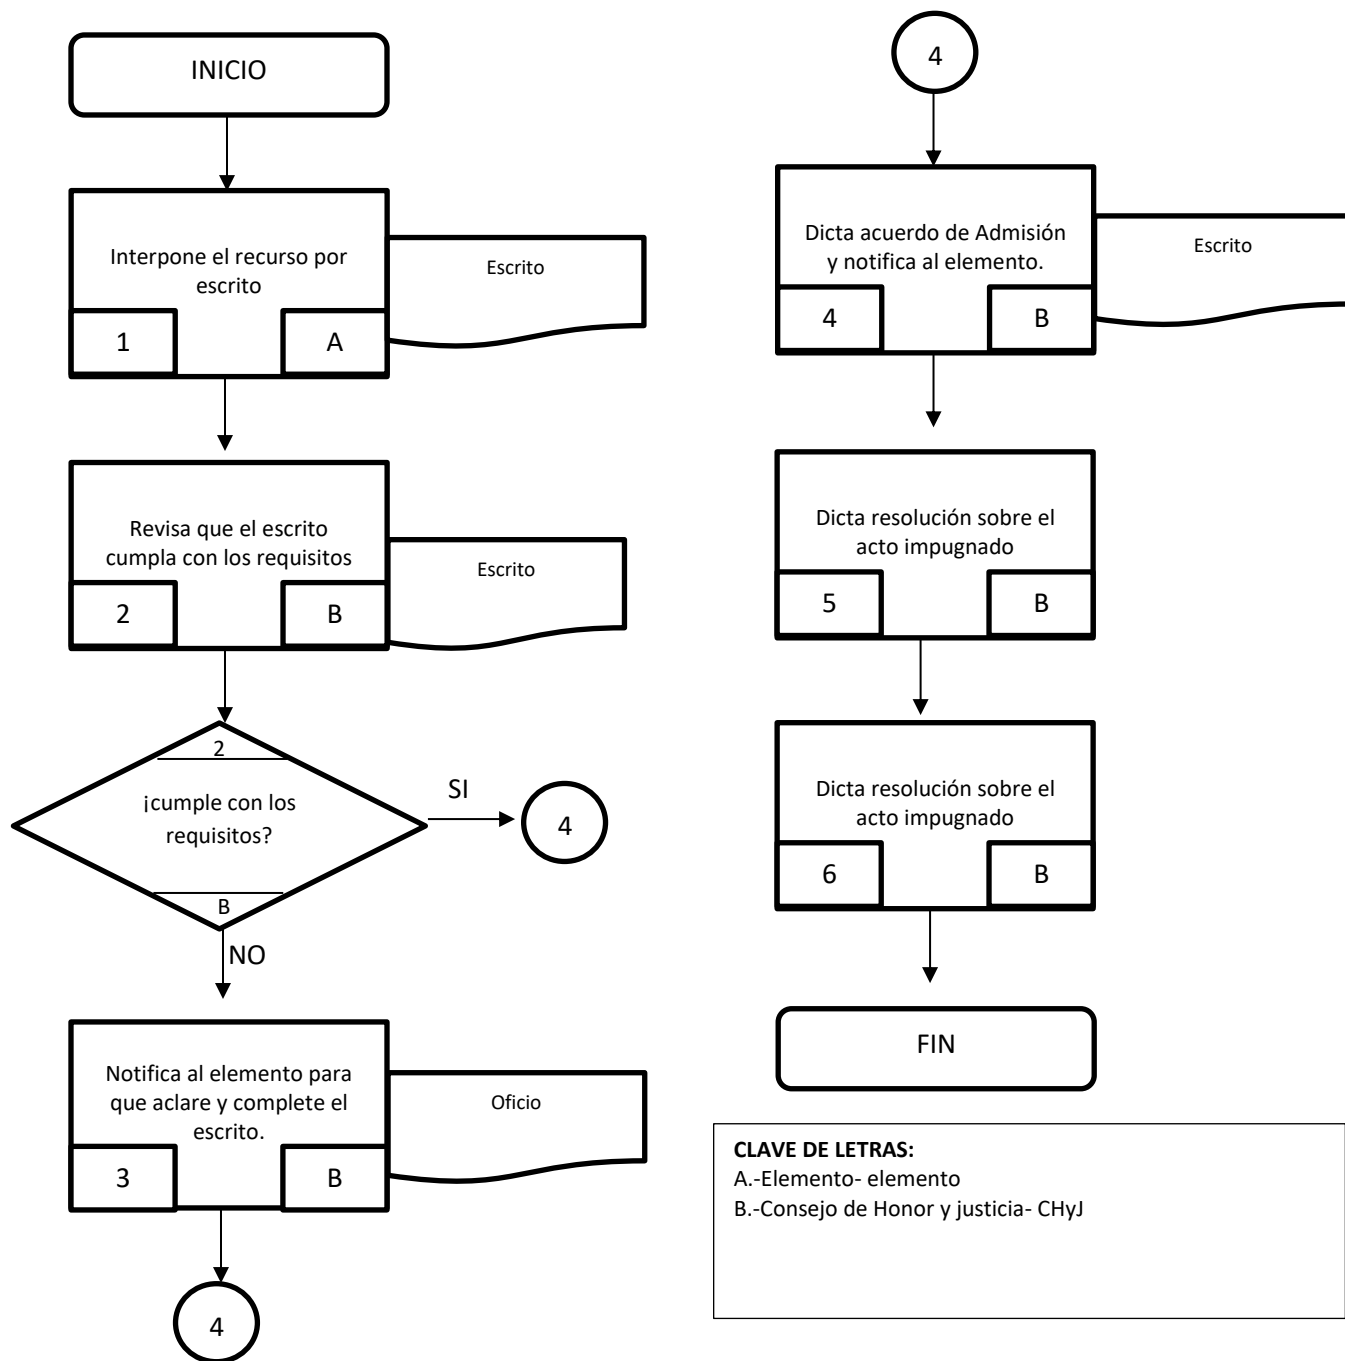 INICIO
Interpone el recurso por
escrito
1
A
Escrito
Revisa que el escrito
cumpla con los requisitos
2
B
Escrito
2
¡cumple con los
requisitos?
B
SI
4
NO
Notifica al elemento para
que aclare y complete el
escrito.
3
B
Oficio
4
4
Dicta acuerdo de Admisión
y notifica al elemento.
4
B
Escrito
Dicta resolución sobre el
acto impugnado
5
B
Dicta resolución sobre el
acto impugnado
6
B
FIN
CLAVE DE LETRAS:
A.-Elemento- elemento
B.-Consejo de Honor y justicia- CHyJ